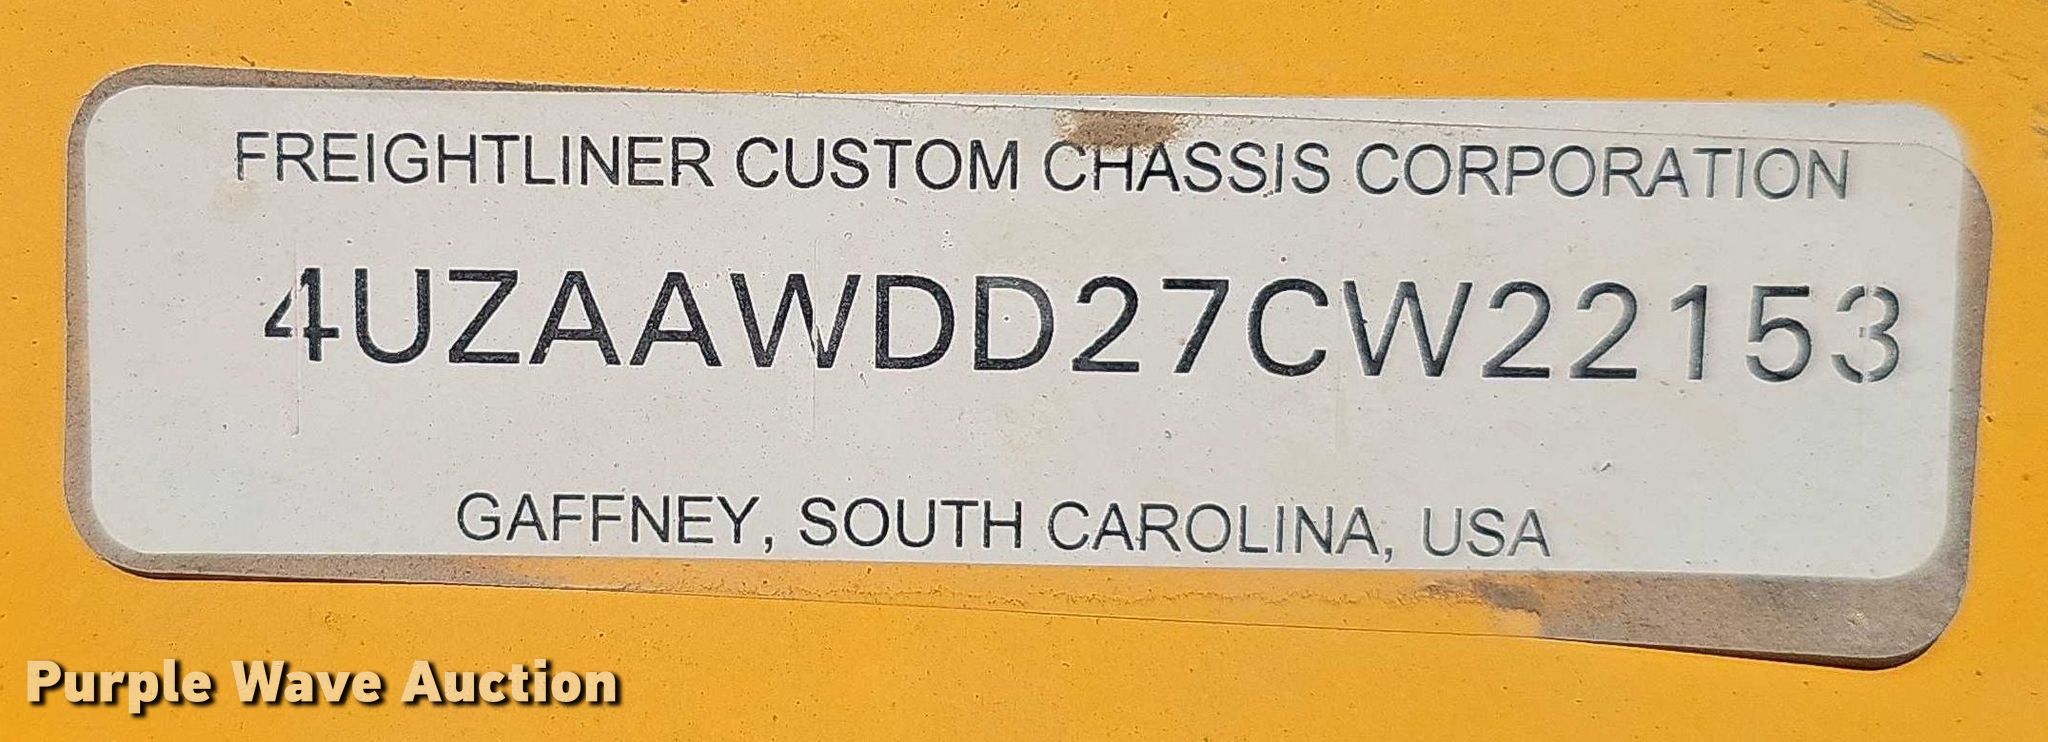 FREIGHTLINER CUSTOM CHASSIS CORPORATION
4UZAAWDD27CW22153
GAFFNEY, SOUTH CAROLINA, USA
Purple Wave Auction